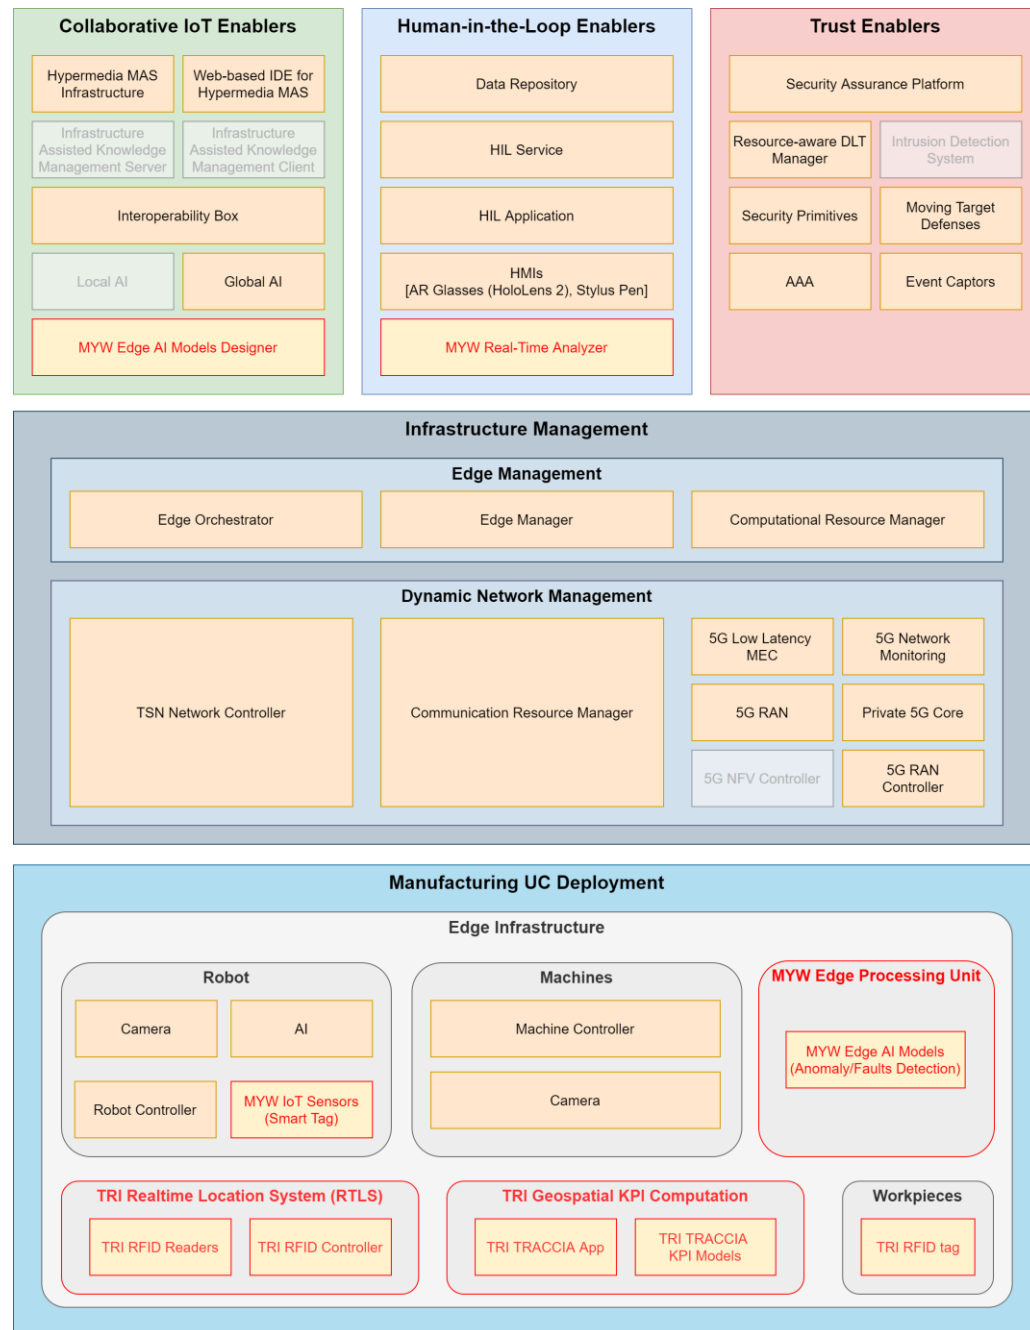 Collaborative IoT Enablers
Hypermedia MAS
Infrastructure
Web-based IDE for
Hypermedia MAS
Infrastructure
Assisted Knowledge
Management Server
Infrastructure
Assisted Knowledge
Management Client
Interoperability Box
Local AI
Global AI
MYW Edge AI Models Designer
Human-in-the-Loop Enablers
Data Repository
HIL Service
HIL Application
HMIs
[AR Glasses (HoloLens 2), Stylus Pen]
MYW Real-Time Analyzer
Trust Enablers
Security Assurance Platform
Resource-aware DLT
Manager
Intrusion Detection
System
Security Primitives
Moving Target
Defenses
AAA
Event Captors
Infrastructure Management
Edge Management
Edge Orchestrator
Edge Manager
Computational Resource Manager
Dynamic Network Management
TSN Network Controller
Communication Resource Manager
5G Low Latency
MEC
5G Network
Monitoring
5G RAN
Private 5G Core
5G NFV Controller
5G RAN
Controller
Manufacturing UC Deployment
Edge Infrastructure
Robot
Camera
AI
Robot Controller
MYW IoT Sensors
(Smart Tag)
Machines
Machine Controller
Camera
MYW Edge Processing Unit
MYW Edge AI Models
(Anomaly/Faults Detection)
TRI Realtime Location System (RTLS)
TRI RFID Readers
TRI RFID Controller
TRI Geospatial KPI Computation
TRI TRACCIA App
TRI TRACCIA
KPI Models
Workpieces
TRI RFID tag